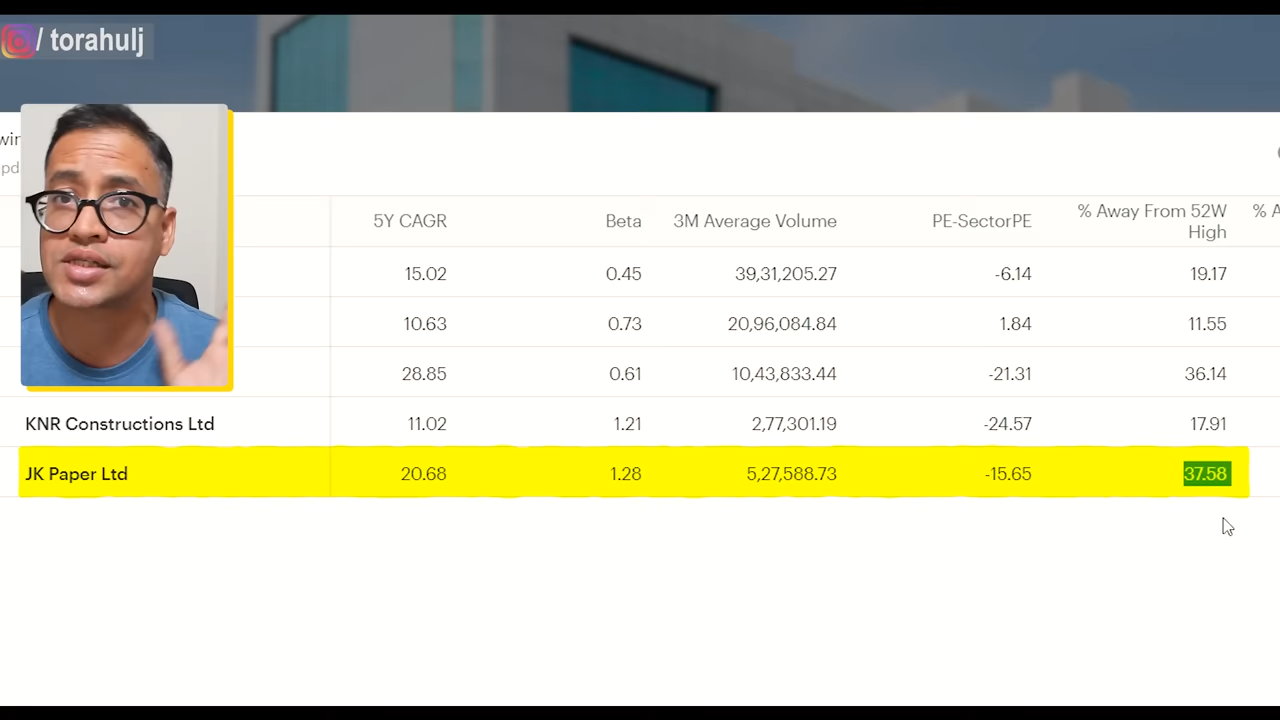 / torahulj
5Y CAGR Beta 3M Average Volume PE-SectorPE % Away From 52W High
15.02 0.45 39,31,205.27 -6.14 19.17
10.63 0.73 20,96,084.84 1.84 11.55
28.85 0.61 10,43,833.44 -21.31 36.14
KNR Constructions Ltd 11.02 1.21 2,77,301.19 -24.57 17.91
JK Paper Ltd 20.68 1.28 5,27,588.73 -15.65 37.58